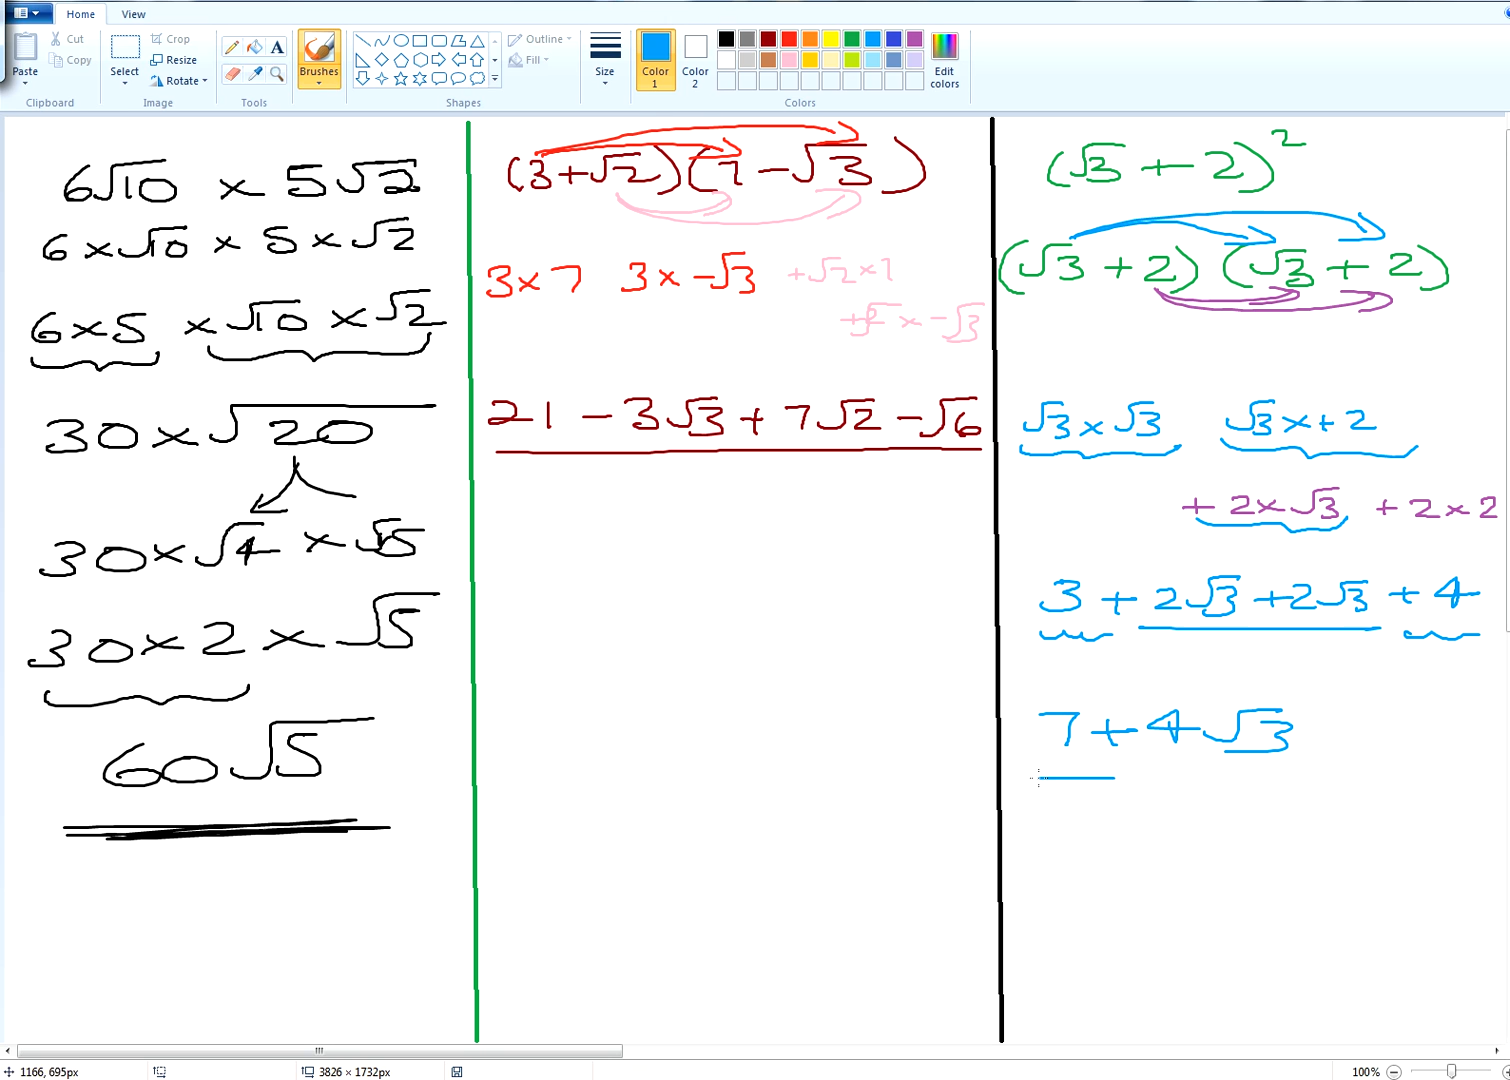 Home View
Paste
Cut
Copy
Clipboard
Select
Crop
Resize
Rotate
Image
A
Tools
Brushes
Shapes
Outline
Fill
Size
Color 1
Color 2
Edit colors
Colors
6√10 × 5√2
6 × √10 × 5 × √2
6 × 5 × √10 × √2
30 × √20
30 × √4 × √5
30 × 2 × √5
60√5
(3 + √2)(7 − √3)
3 × 7 3 × −√3 + √2 × 7
+ √2 × −√3
21 − 3√3 + 7√2 − √6
(√3 + 2)²
(√3 + 2) (√3 + 2)
√3 × √3 √3 × + 2
+ 2 × √3 + 2 × 2
3 + 2√3 + 2√3 + 4
7 + 4√3
1166, 695px
3826 × 1732px
100%